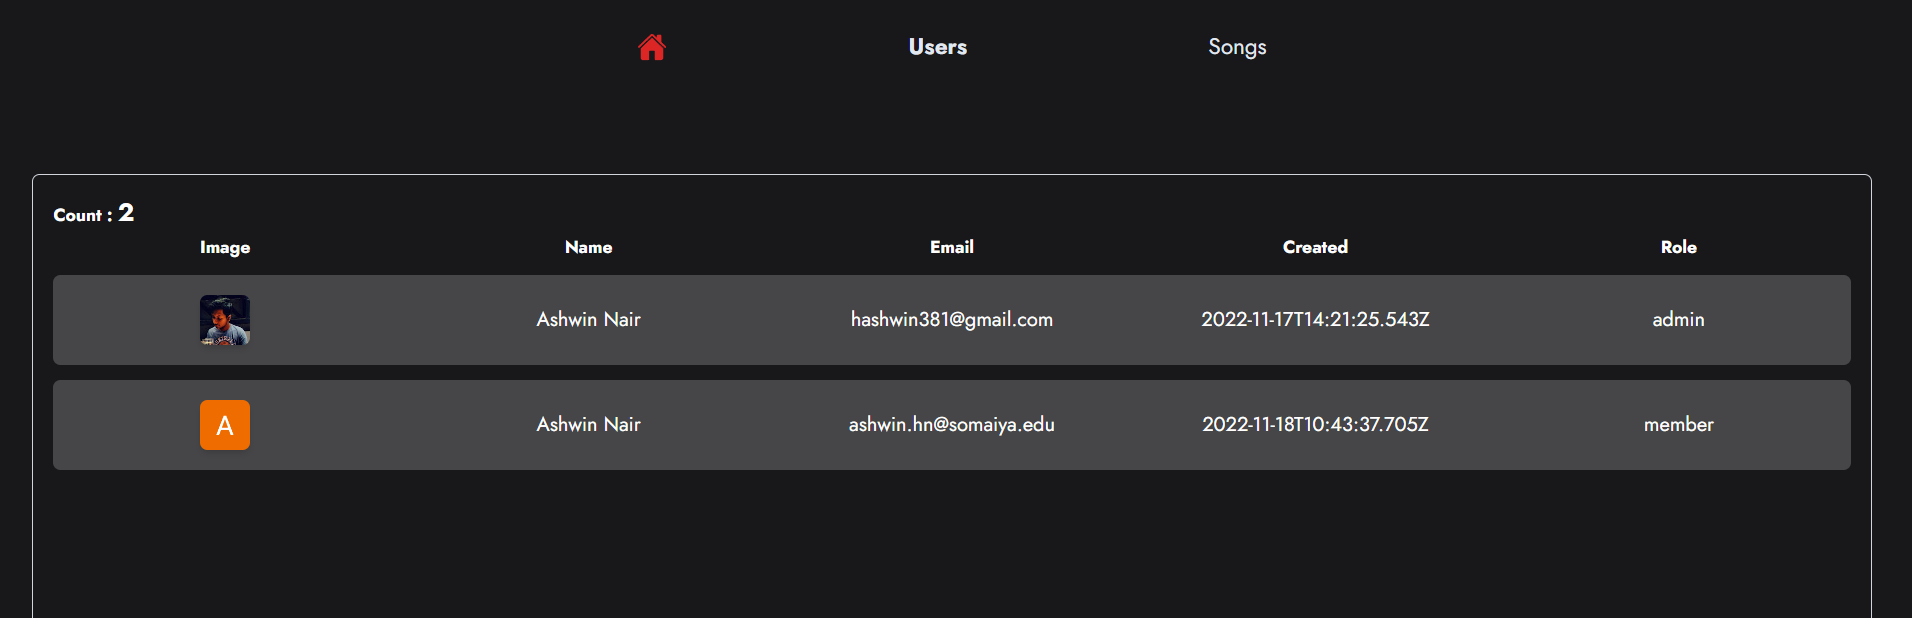 Users Songs
Count : 2
Image Name Email Created Role
Ashwin Nair hashwin381@gmail.com 2022-11-17T14:21:25.543Z admin
A Ashwin Nair ashwin.hn@somaiya.edu 2022-11-18T10:43:37.705Z member